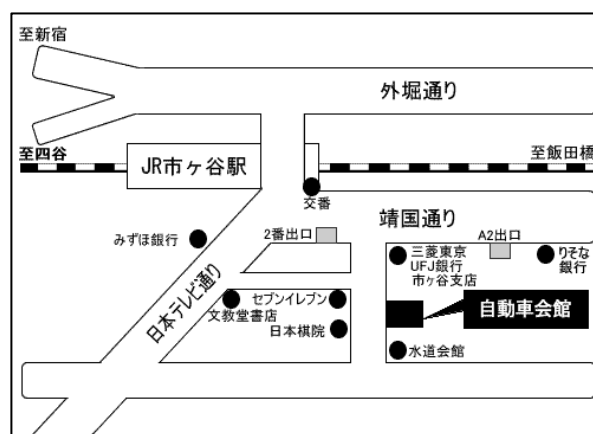 至新宿
外堀通り
至四谷
JR市ヶ谷駅
至飯田橋
交番
靖国通り
みずほ銀行
2番出口
A2出口
三菱東京
UFJ銀行
市ヶ谷支店
りそな
銀行
日本テレビ通り
セブンイレブン
文教堂書店
日本棋院
自動車会館
水道会館